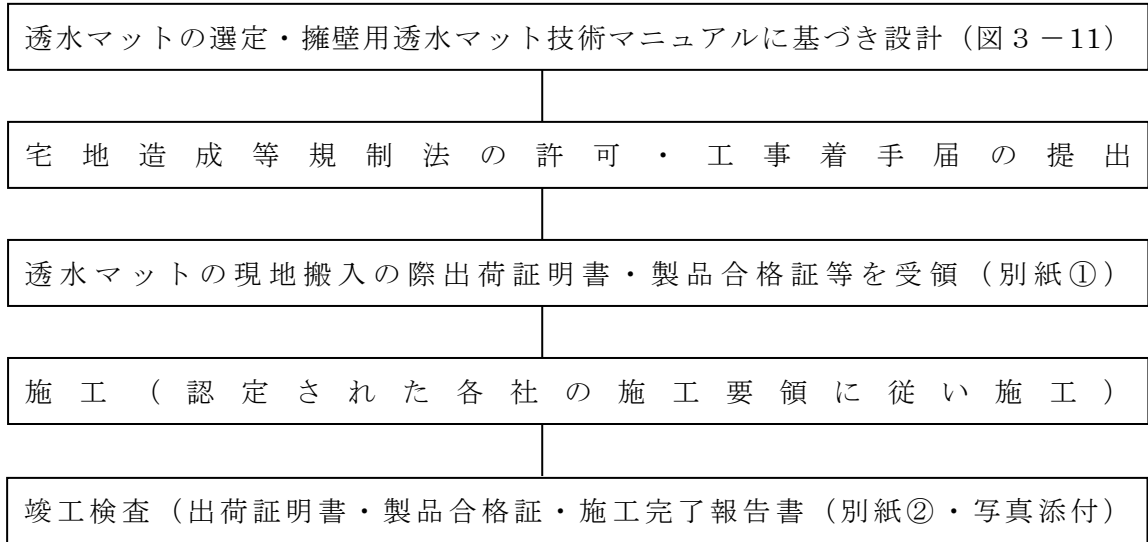 透水マットの選定・擁壁用透水マット技術マニュアルに基づき設計（図３－11）
宅地造成等規制法の許可・工事着手届の提出
透水マットの現地搬入の際出荷証明書・製品合格証等を受領（別紙①）
施工（認定された各社の施工要領に従い施工）
竣工検査（出荷証明書・製品合格証・施工完了報告書（別紙②・写真添付）